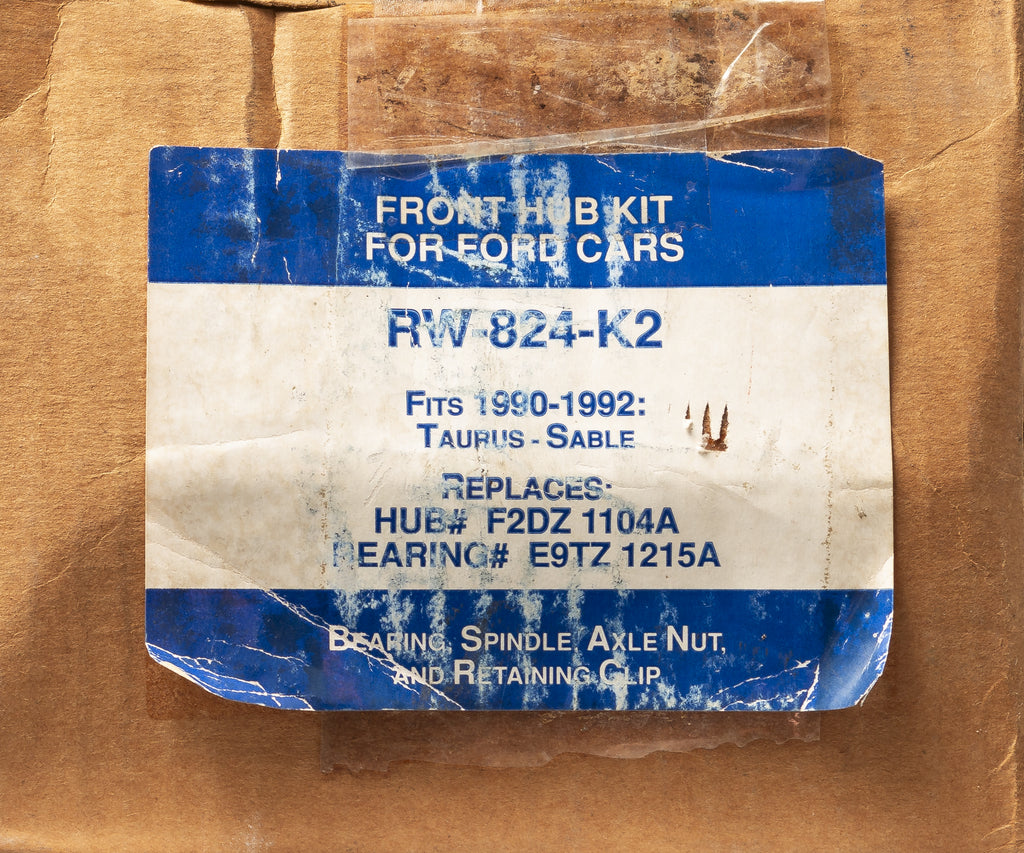 FRONT HUB KIT
FOR FORD CARS
RW-824-K2
FITS 1990-1992:
TAURUS - SABLE
REPLACES:
HUB# F2DZ 1104A
BEARING# E9TZ 1215A
BEARING, SPINDLE, AXLE NUT,
AND RETAINING CLIP